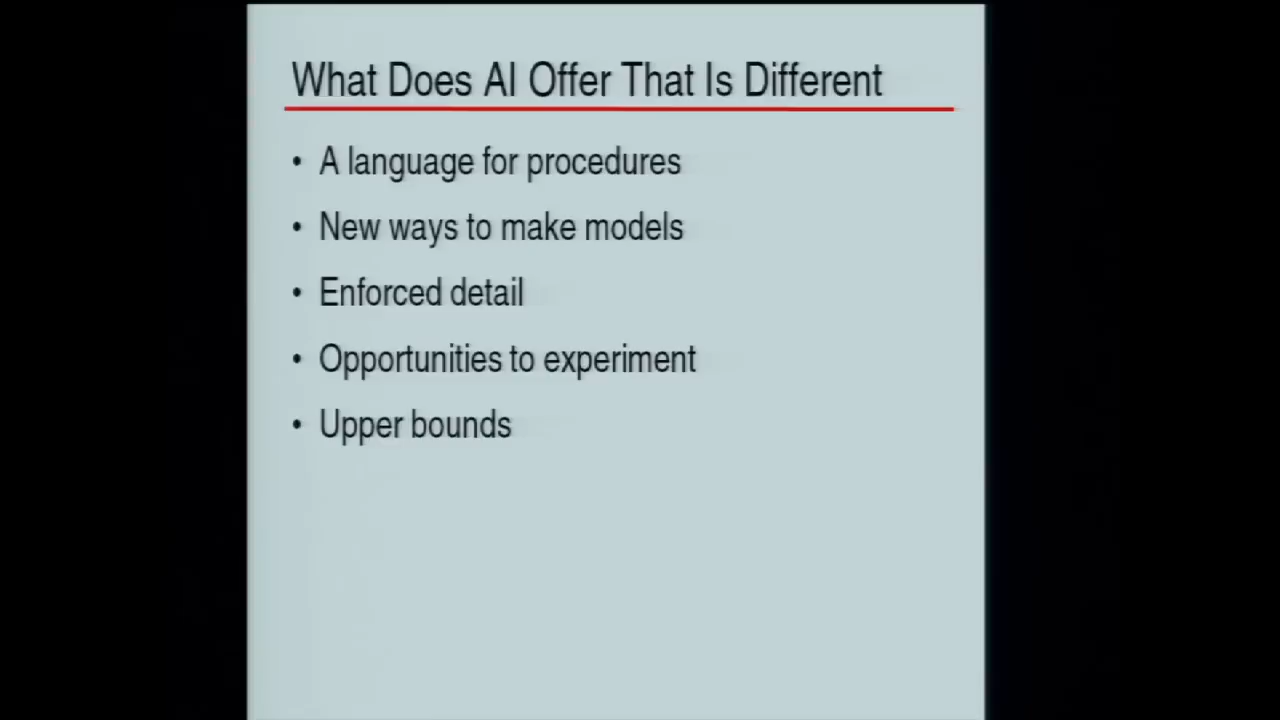 What Does AI Offer That Is Different
• A language for procedures
• New ways to make models
• Enforced detail
• Opportunities to experiment
• Upper bounds